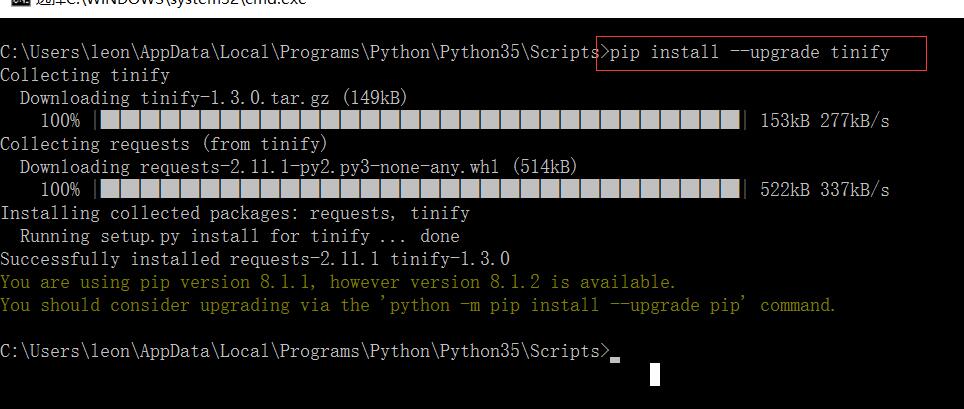 选择C:\WINDOWS\system32\cmd.exe
C:\Users\leon\AppData\Local\Programs\Python\Python35\Scripts>pip install --upgrade tinify
Collecting tinify
  Downloading tinify-1.3.0.tar.gz (149kB)
    100% |████████████████████████████████| 153kB 277kB/s
Collecting requests (from tinify)
  Downloading requests-2.11.1-py2.py3-none-any.whl (514kB)
    100% |████████████████████████████████| 522kB 337kB/s
Installing collected packages: requests, tinify
  Running setup.py install for tinify ... done
Successfully installed requests-2.11.1 tinify-1.3.0
You are using pip version 8.1.1, however version 8.1.2 is available.
You should consider upgrading via the 'python -m pip install --upgrade pip' command.
C:\Users\leon\AppData\Local\Programs\Python\Python35\Scripts>